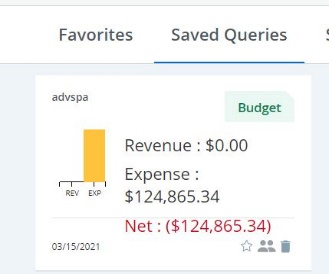 Favorites Saved Queries
advspa
Budget
Revenue : $0.00
Expense :
$124,865.34
REV EXP
Net : ($124,865.34)
03/15/2021